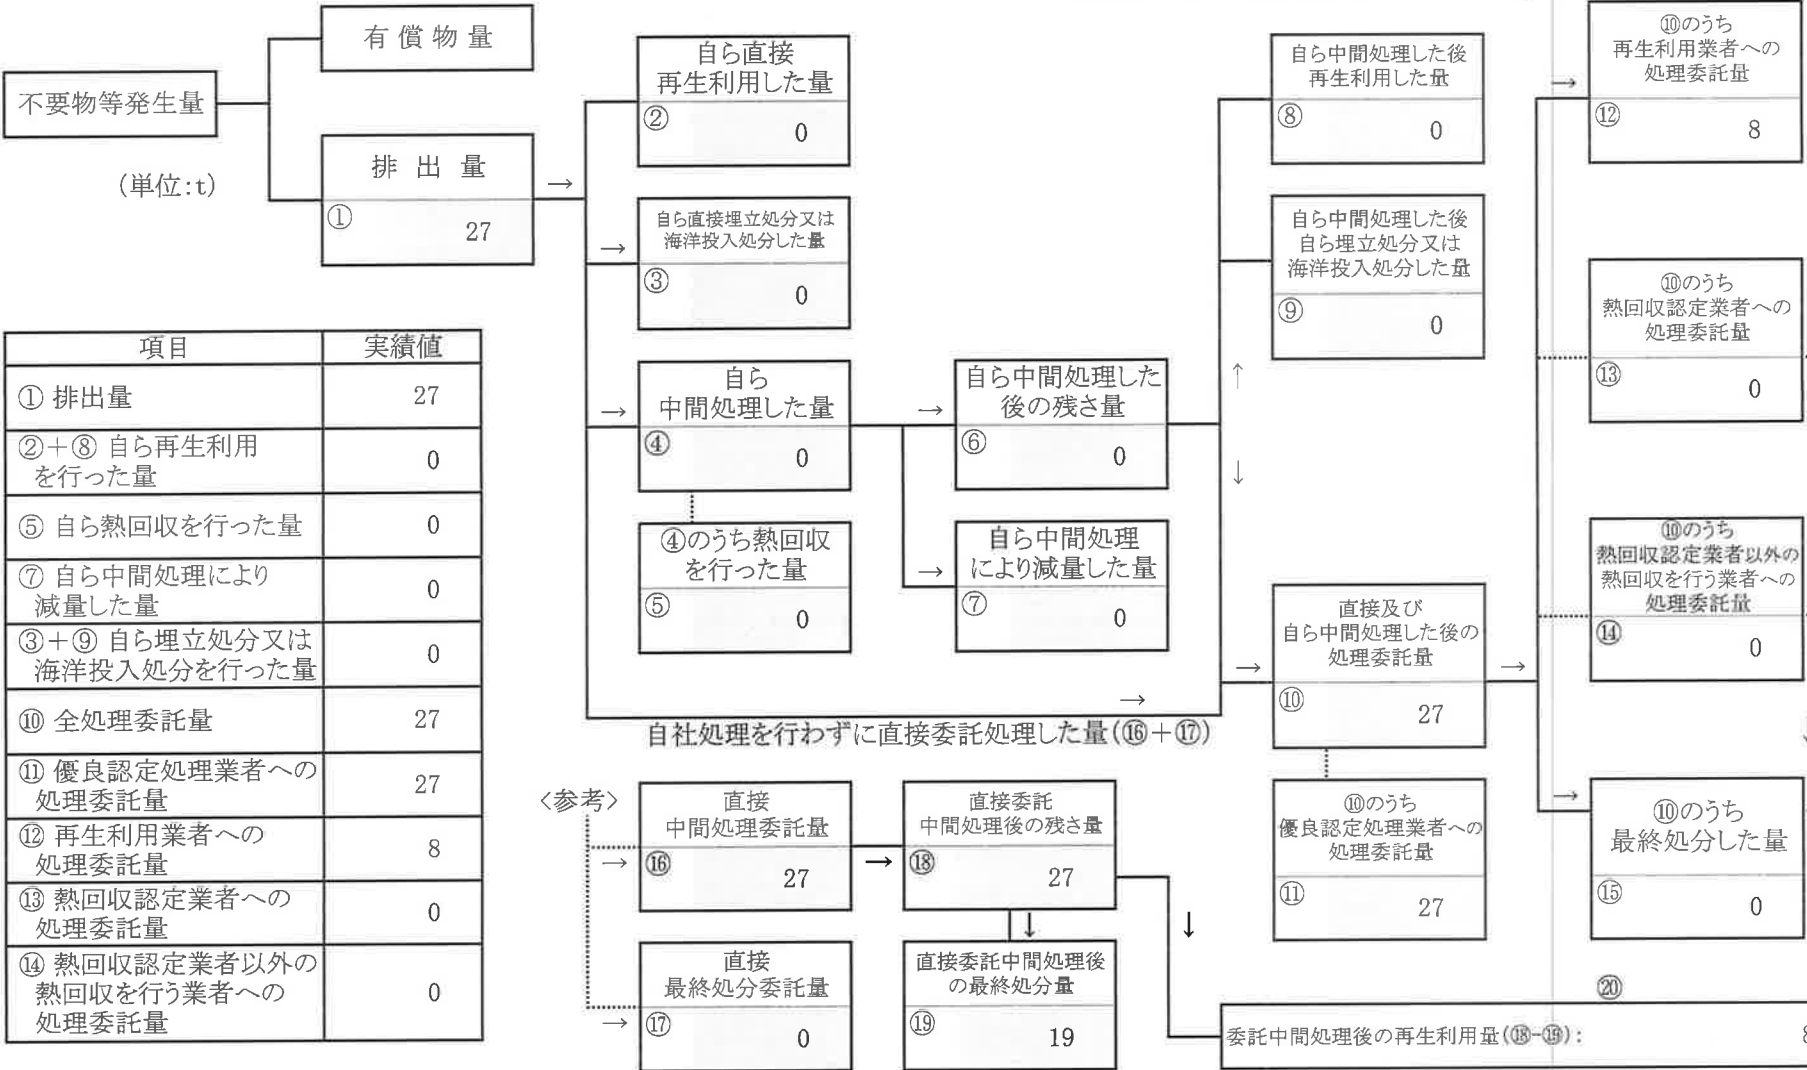 有償物量
不要物等発生量
(単位:t)
排出量
①
27
→
自ら直接
再生利用した量
②
0
→
自ら直接埋立処分又は
海洋投入処分した量
③
0
→
自ら
中間処理した量
④
0
④のうち熱回収
を行った量
⑤
0
→
自ら中間処理した
後の残さ量
⑥
0
→
自ら中間処理
により減量した量
⑦
0
→
自社処理を行わずに直接委託処理した量(⑯+⑰)
↑
↓
自ら中間処理した後
再生利用した量
⑧
0
自ら中間処理した後
自ら埋立処分又は
海洋投入処分した量
⑨
0
→
直接及び
自ら中間処理した後の
処理委託量
⑩
27
→
⑩のうち
優良認定処理業者への
処理委託量
⑪
27
→
⑩のうち
再生利用業者への
処理委託量
⑫
8
⑩のうち
熱回収認定業者への
処理委託量
⑬
0
⑩のうち
熱回収認定業者以外の
熱回収を行う業者への
処理委託量
⑭
0
→
⑩のうち
最終処分した量
⑮
0
項目 実績値
① 排出量 27
②+⑧ 自ら再生利用
を行った量 0
⑤ 自ら熱回収を行った量 0
⑦ 自ら中間処理により
減量した量 0
③+⑨ 自ら埋立処分又は
海洋投入処分を行った量 0
⑩ 全処理委託量 27
⑪ 優良認定処理業者への
処理委託量 27
⑫ 再生利用業者への
処理委託量 8
⑬ 熱回収認定業者への
処理委託量 0
⑭ 熱回収認定業者以外の
熱回収を行う業者への
処理委託量 0
〈参考〉
→
直接
中間処理委託量
⑯
27
→
直接委託
中間処理後の残さ量
⑱
27
↓
↓
→
直接
最終処分委託量
⑰
0
直接委託中間処理後
の最終処分量
⑲
19
⑳
委託中間処理後の再生利用量(⑱-⑲): 8